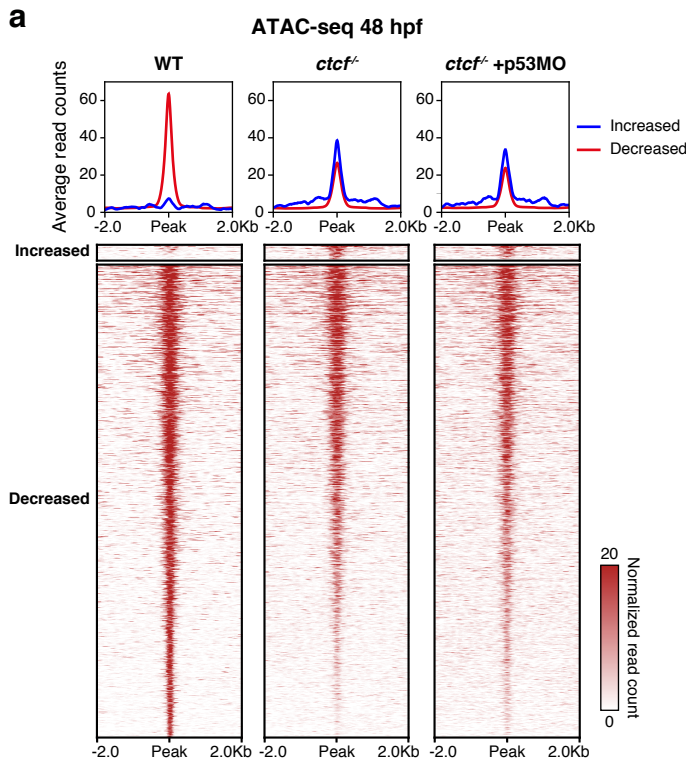 a
ATAC-seq 48 hpf
WT
ctcf-/-
ctcf-/- +p53MO
Average read counts
60
40
20
0
-2.0 Peak 2.0Kb
60
40
20
0
-2.0 Peak 2.0Kb
60
40
20
0
-2.0 Peak 2.0Kb
Increased
Decreased
Increased
Decreased
-2.0 Peak 2.0Kb
-2.0 Peak 2.0Kb
-2.0 Peak 2.0Kb
20
0
Normalized read count